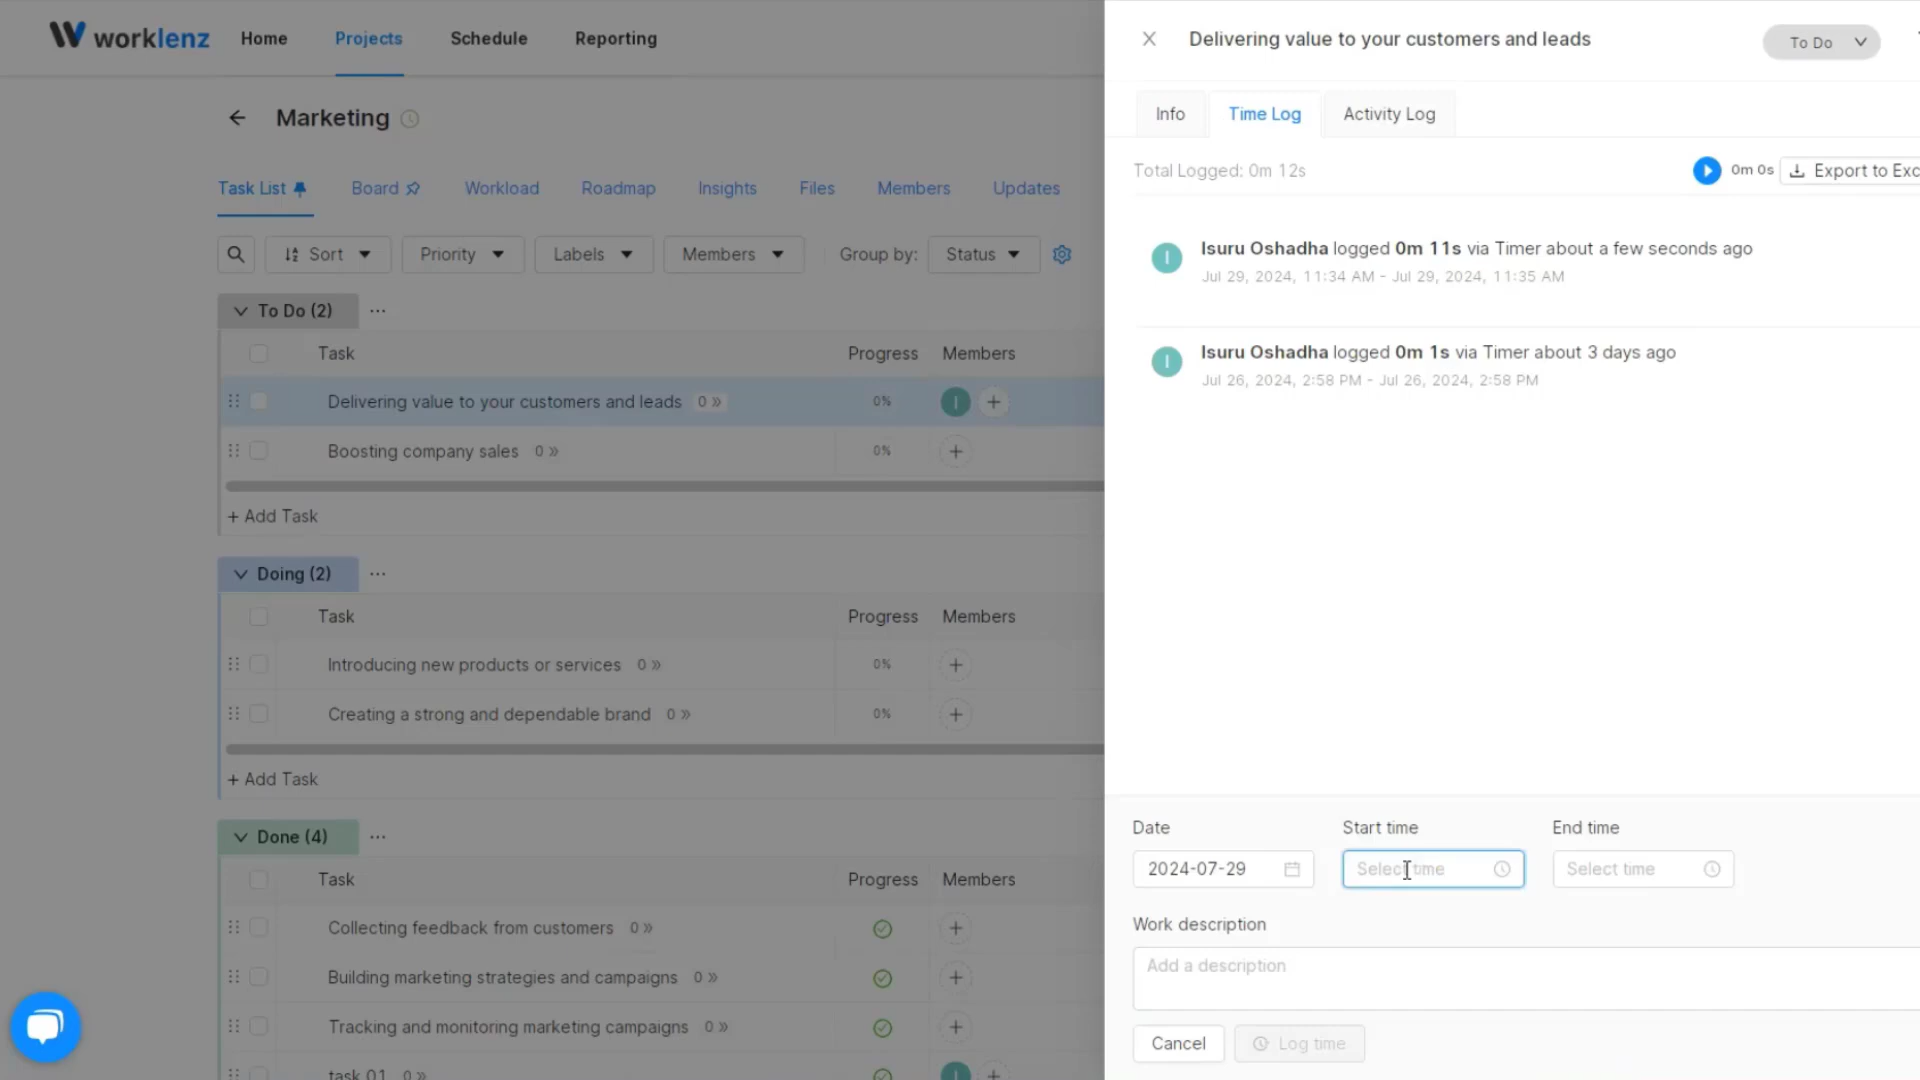 worklenz Home Projects Schedule Reporting
Marketing
Task List Board Workload Roadmap Insights Files Members Updates
Sort Priority Labels Members Group by: Status
To Do (2)
Task Progress Members
Delivering value to your customers and leads 0 » 0% I +
Boosting company sales 0 » 0% +
+ Add Task
Doing (2)
Task Progress Members
Introducing new products or services 0 » 0% +
Creating a strong and dependable brand 0 » 0% +
+ Add Task
Done (4)
Task Progress Members
Collecting feedback from customers 0 » +
Building marketing strategies and campaigns 0 » +
Tracking and monitoring marketing campaigns 0 » +
task 01 0 » I +
Delivering value to your customers and leads To Do
Info Time Log Activity Log
Total Logged: 0m 12s 0m 0s Export to Exc
I Isuru Oshadha logged 0m 11s via Timer about a few seconds ago
Jul 29, 2024, 11:34 AM - Jul 29, 2024, 11:35 AM
I Isuru Oshadha logged 0m 1s via Timer about 3 days ago
Jul 26, 2024, 2:58 PM - Jul 26, 2024, 2:58 PM
Date Start time End time
2024-07-29 Select time Select time
Work description
Add a description
Cancel Log time